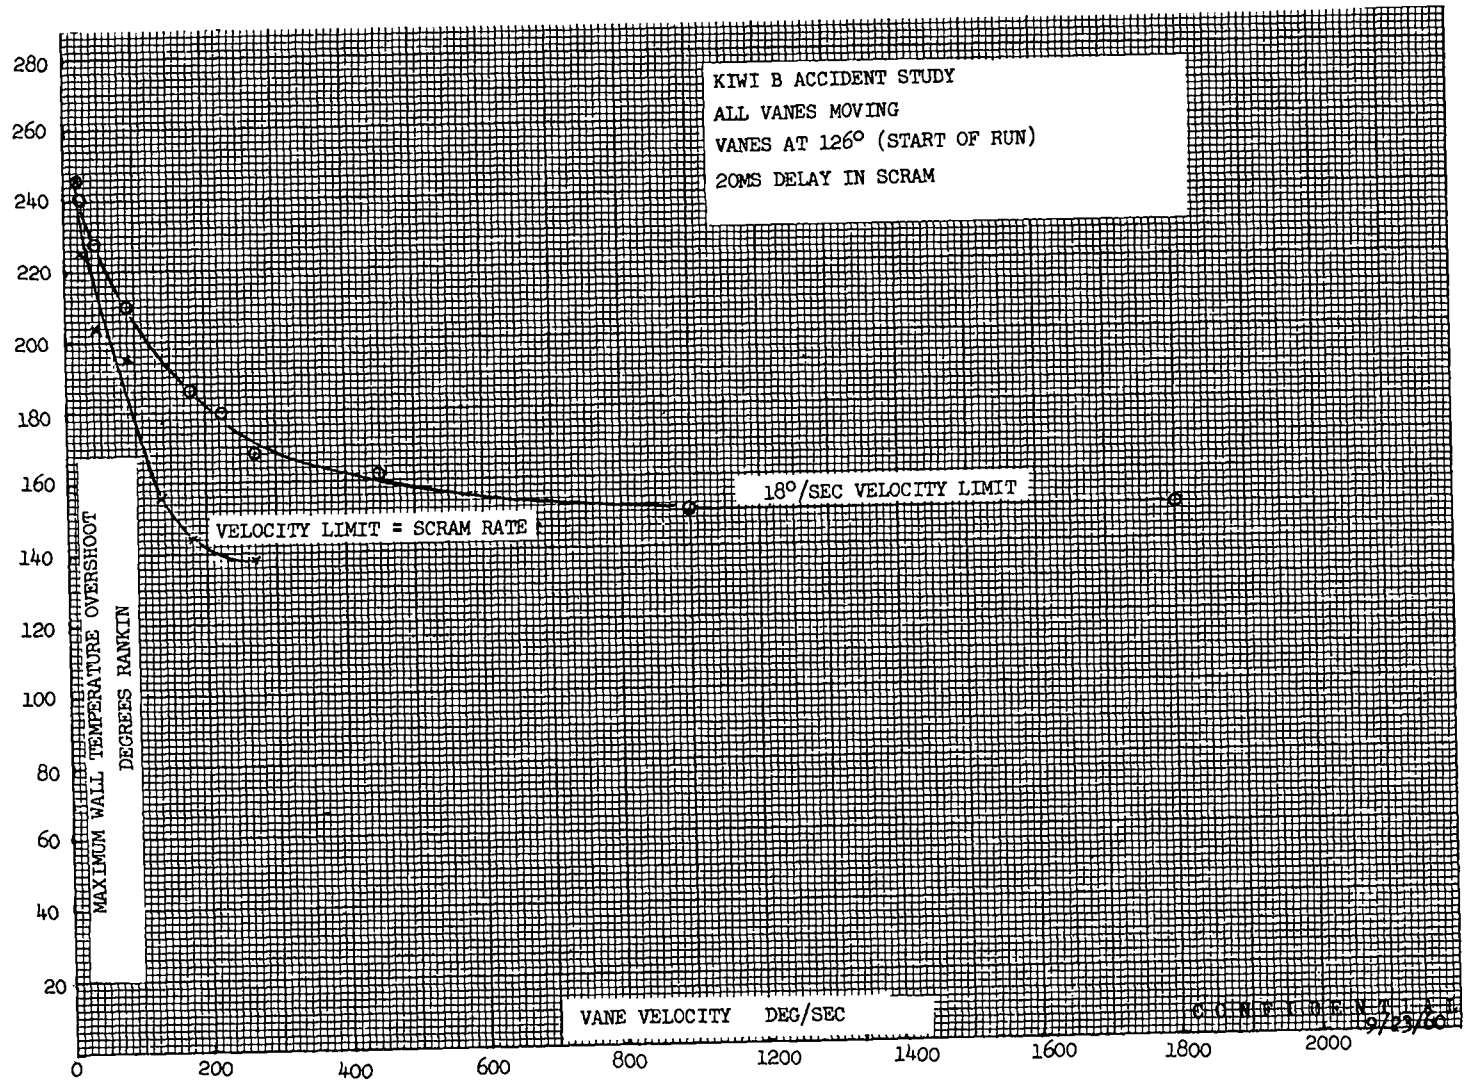 KIWI B ACCIDENT STUDY
ALL VANES MOVING
VANES AT 126° (START OF RUN)
20MS DELAY IN SCRAM
280
260
240
220
200
180
160
140
120
100
80
60
40
20
MAXIMUM WALL TEMPERATURE OVERSHOOT
DEGREES RANKIN
18°/SEC VELOCITY LIMIT
VELOCITY LIMIT = SCRAM RATE
VANE VELOCITY DEG/SEC
CONFIDENTIAL
9/23/60
0 200 400 600 800 1200 1400 1600 1800 2000